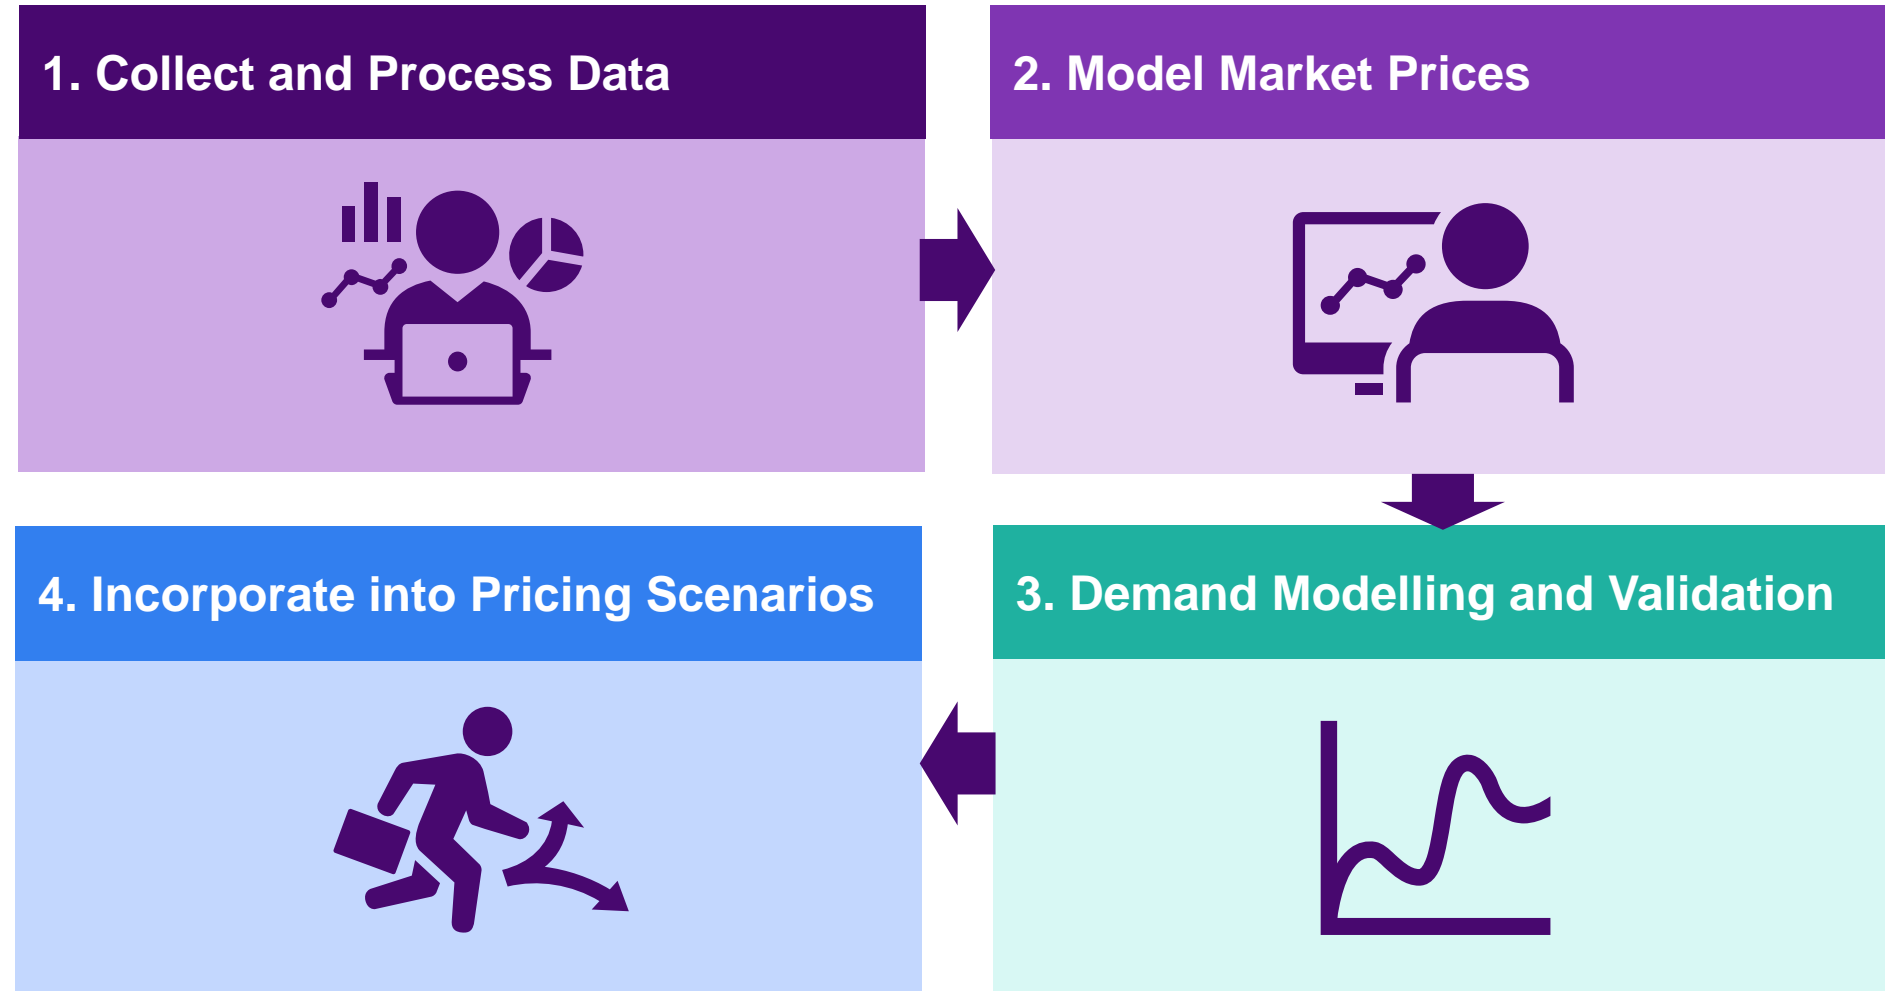 1. Collect and Process Data
2. Model Market Prices
3. Demand Modelling and Validation
4. Incorporate into Pricing Scenarios